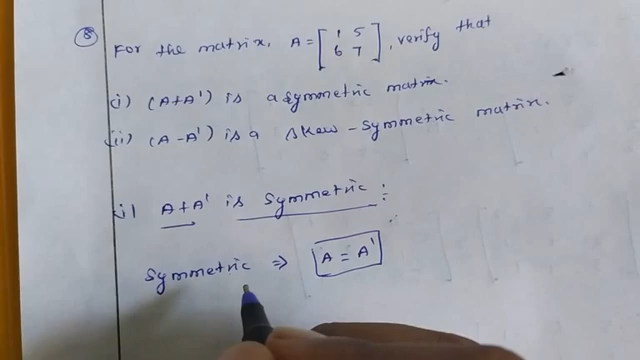 8 For the matrix, A = [ 1 5
6 7 ], verify that
i) (A+A') is a symmetric matrix.
ii) (A-A') is a skew-symmetric matrix.
i) A+A' is symmetric :
Symmetric ⇒ A = A'